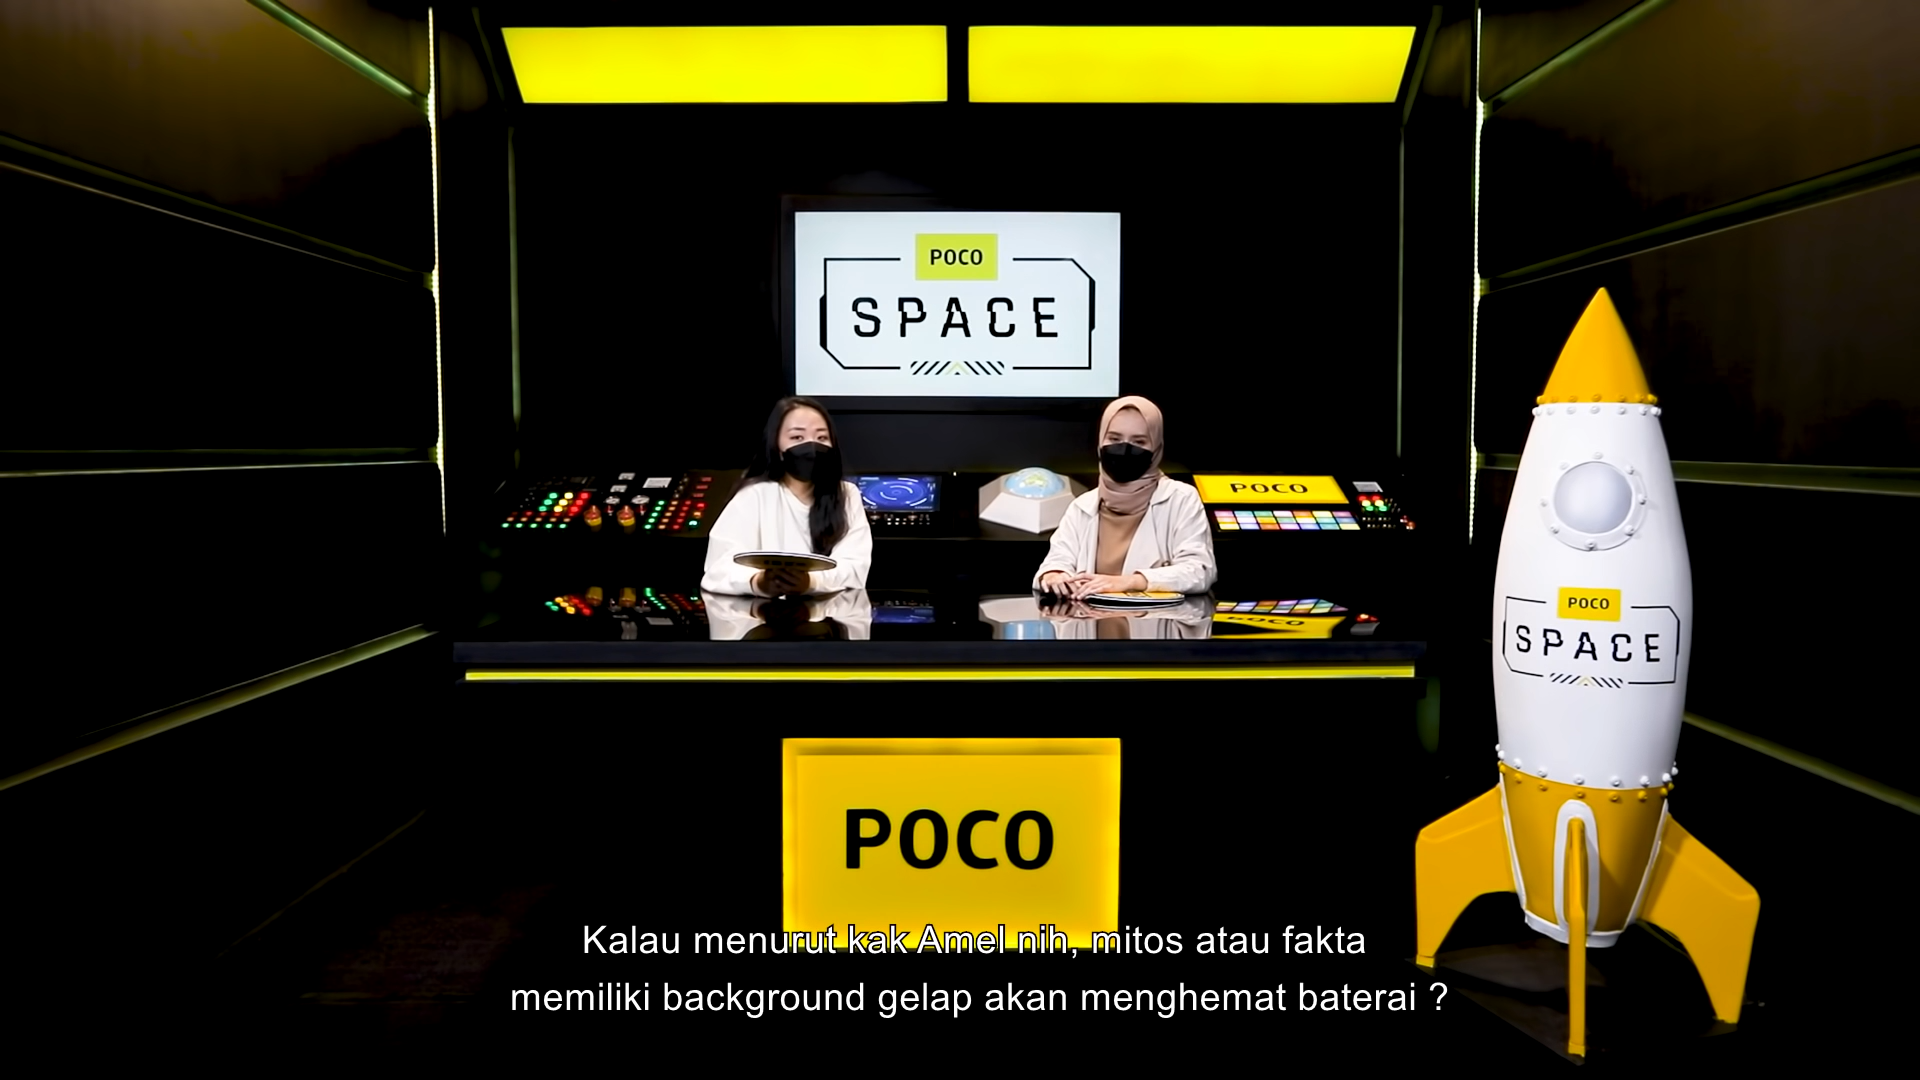 POCO
SPACE
POCO
POCO
SPACE
POCO
POCO
Kalau menurut kak Amel nih, mitos atau fakta
memiliki background gelap akan menghemat baterai ?